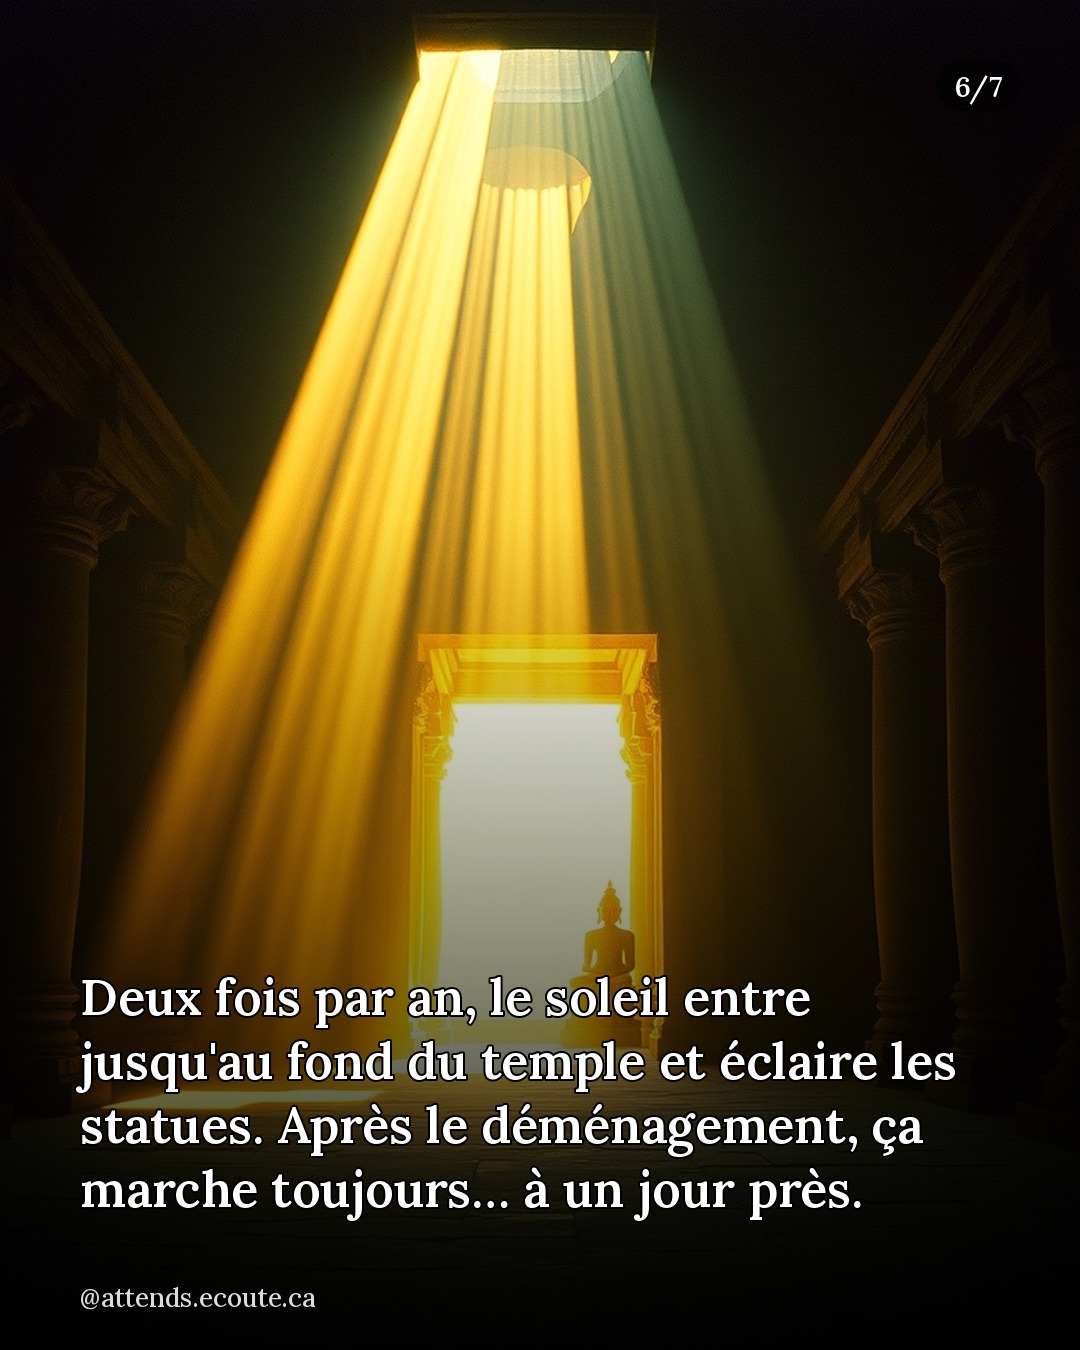 6/7
Deux fois par an, le soleil entre
jusqu'au fond du temple et éclaire les
statues. Après le déménagement, ça
marche toujours... à un jour près.
@attends.ecoute.ca